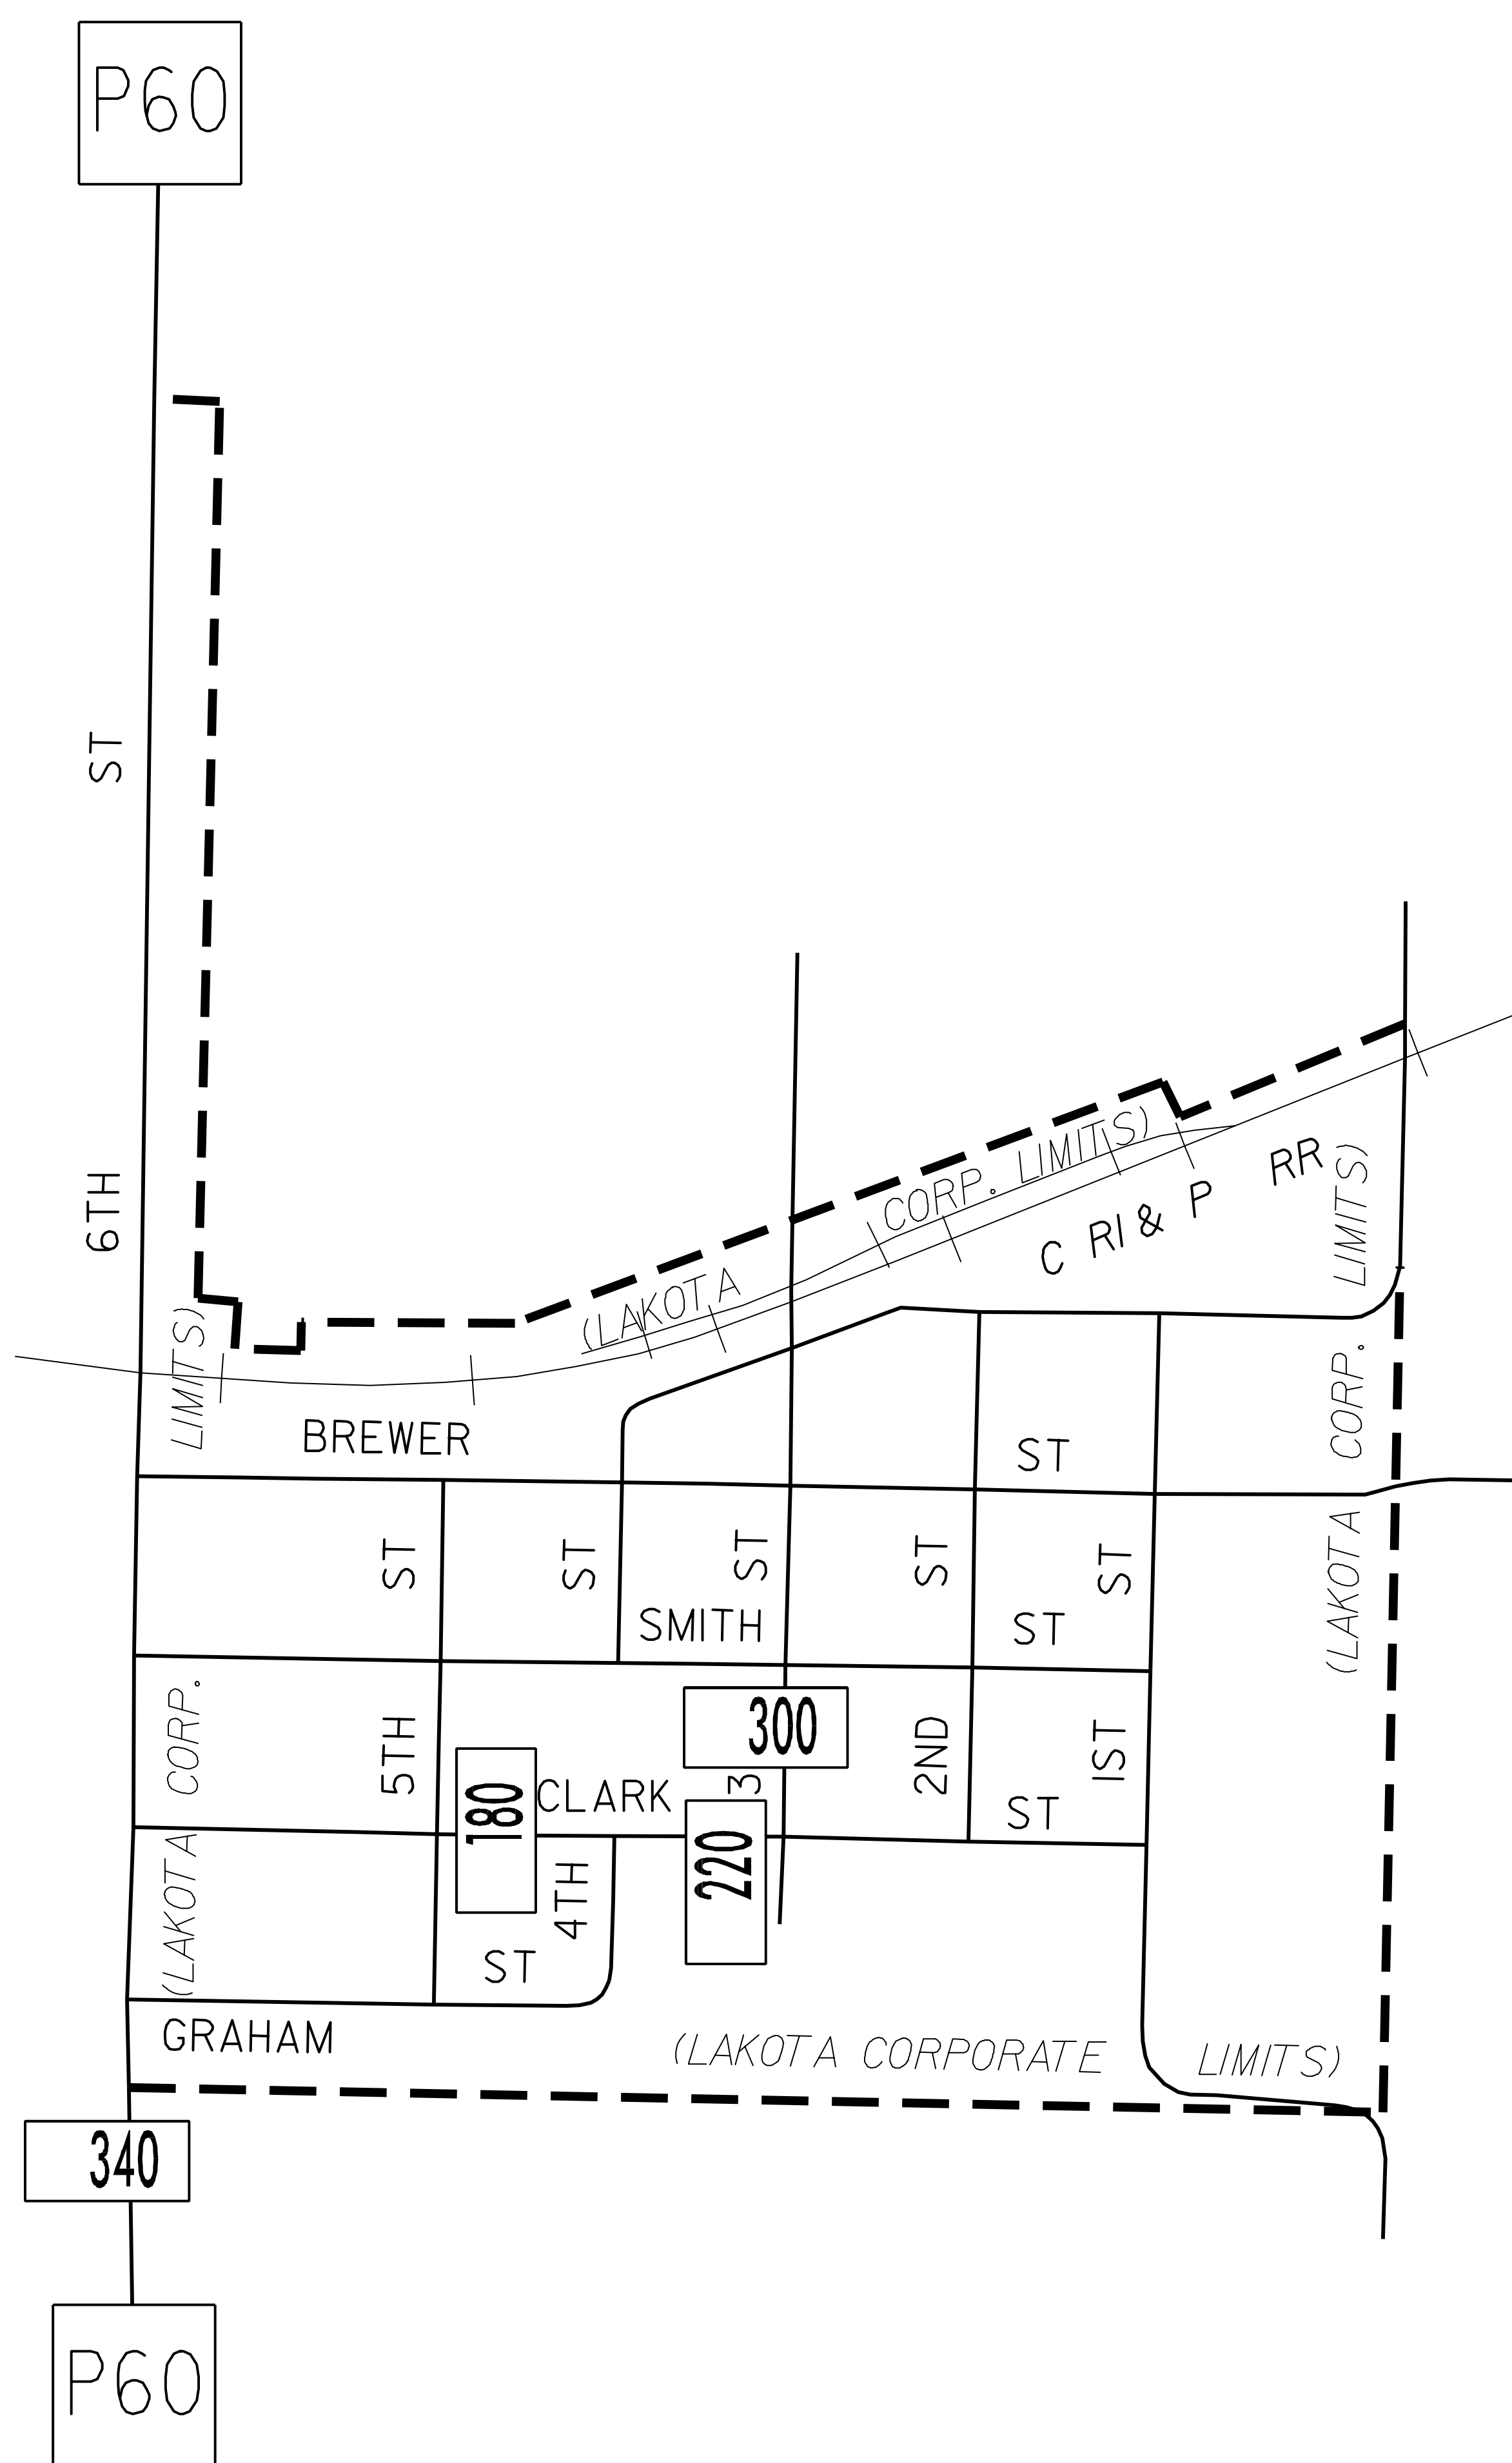 P60
6TH ST
(LAKOTA CORP. LIMITS)
C RI & P RR
(LAKOTA CORP. LIMITS)
BREWER ST
ST
ST
ST
ST
ST
SMITH ST
(LAKOTA CORP. LIMITS)
5TH
300
3
2ND
1ST
180
CLARK ST
220
4TH
ST
GRAHAM
(LAKOTA CORPORATE LIMITS)
340
P60